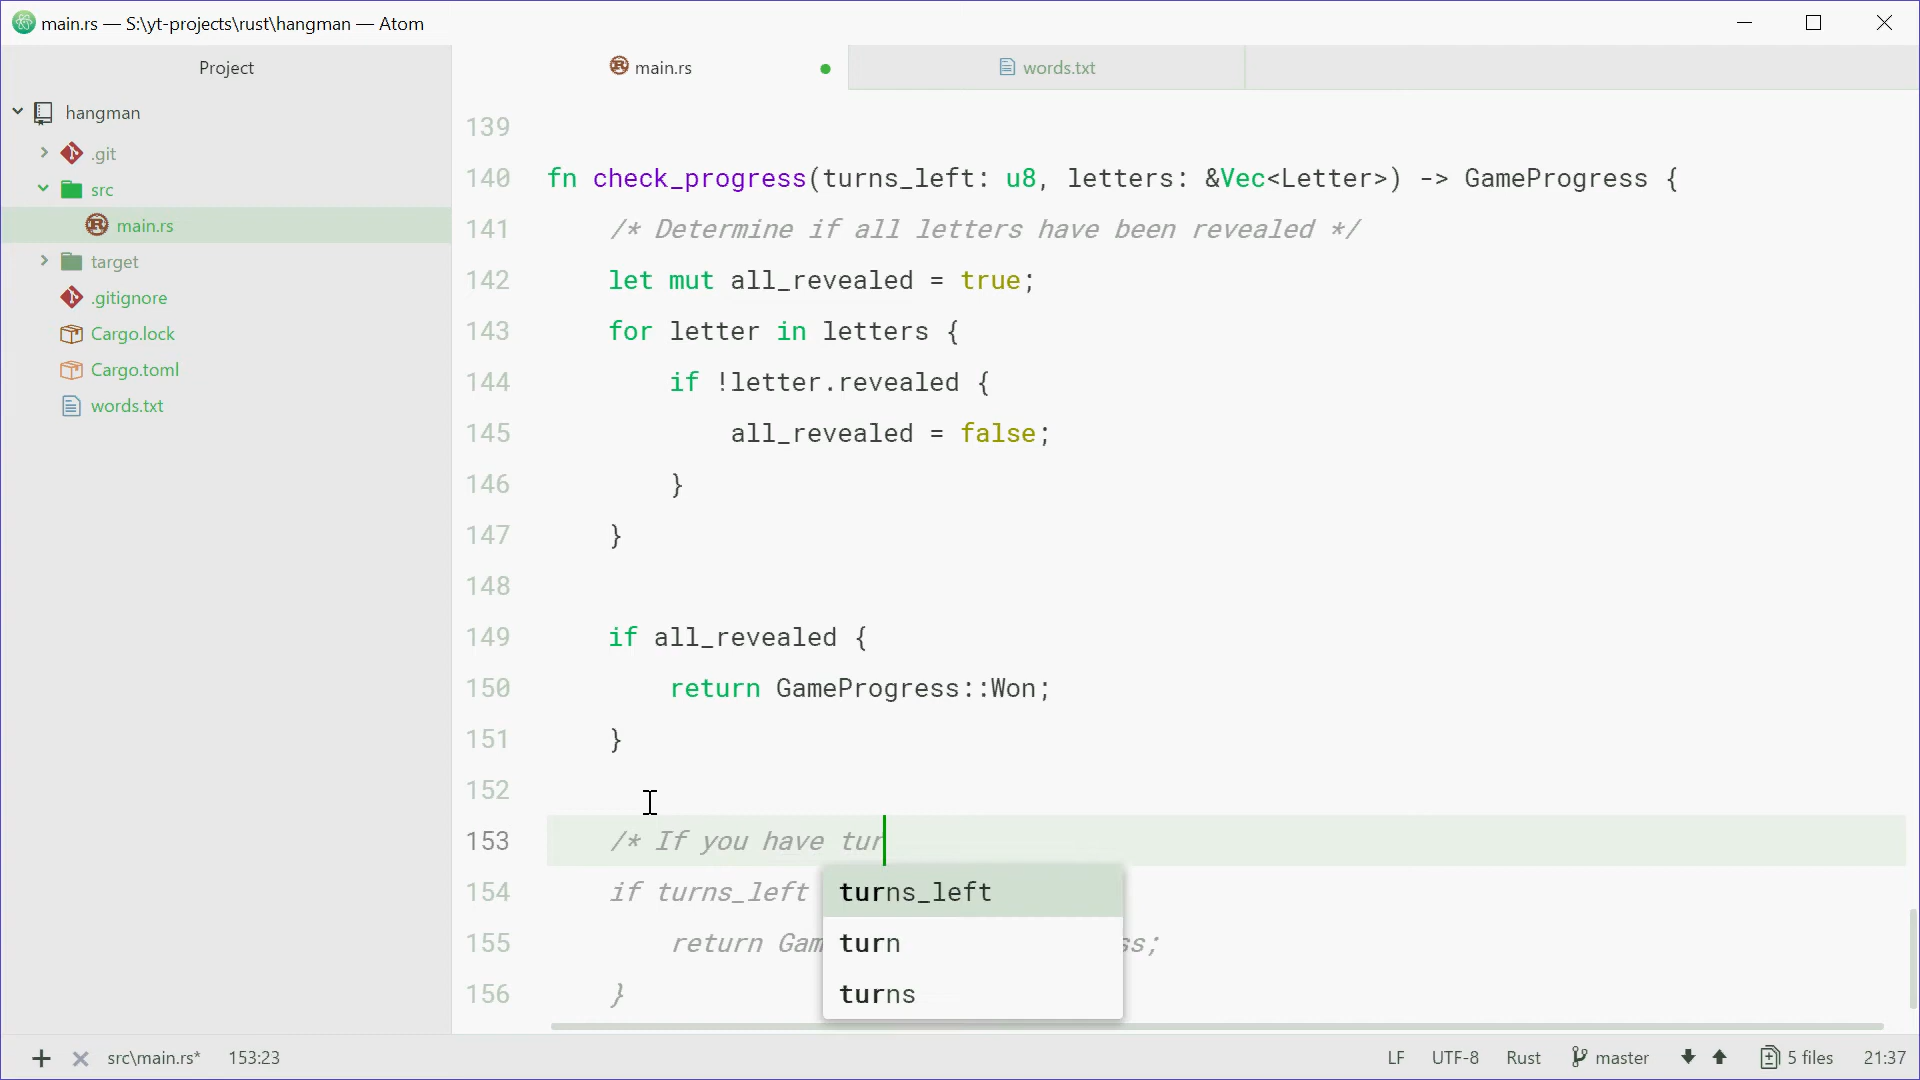 main.rs — S:\yt-projects\rust\hangman — Atom
Project
main.rs
words.txt
hangman
.git
src
main.rs
target
.gitignore
Cargo.lock
Cargo.toml
words.txt
139
140 fn check_progress(turns_left: u8, letters: &Vec<Letter>) -> GameProgress {
141 /* Determine if all letters have been revealed */
142 let mut all_revealed = true;
143 for letter in letters {
144 if !letter.revealed {
145 all_revealed = false;
146 }
147 }
148
149 if all_revealed {
150 return GameProgress::Won;
151 }
152
153 /* If you have tur
154 if turns_left
turns_left
155 return Gam ss;
turn
156 }
turns
src\main.rs* 153:23 LF UTF-8 Rust master 5 files 21:37